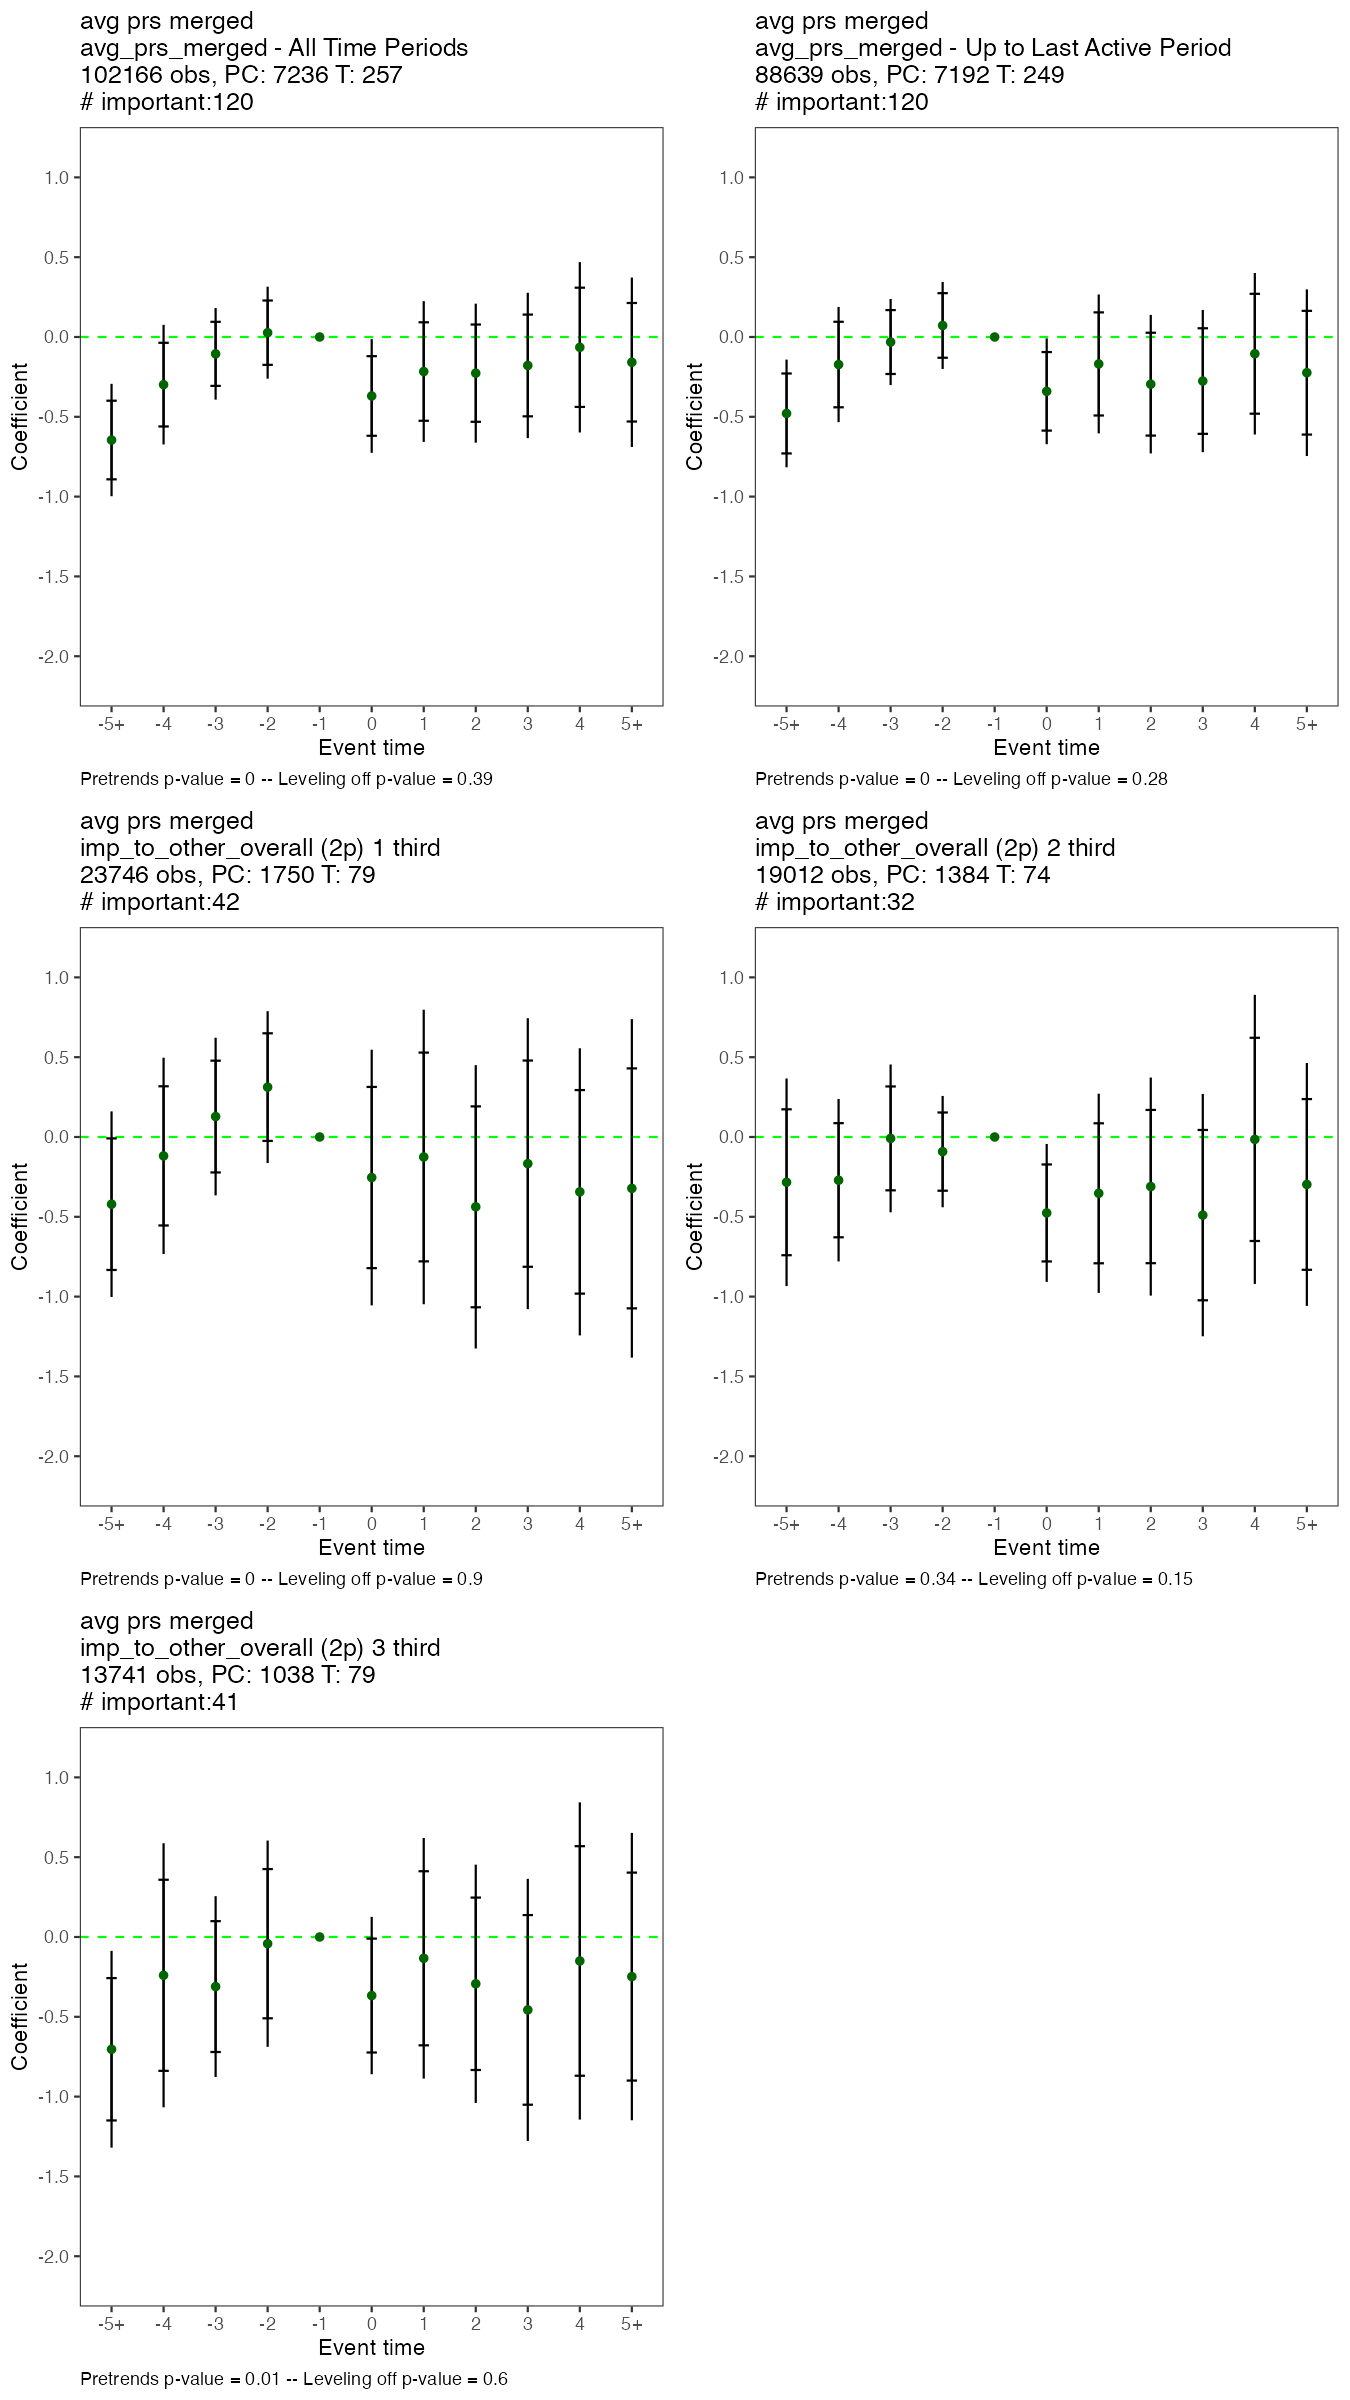 avg prs merged
avg_prs_merged - All Time Periods
102166 obs, PC: 7236 T: 257
# important:120
1.0
0.5
0.0
-0.5
-1.0
-1.5
-2.0
Coefficient
-5+ -4 -3 -2 -1 0 1 2 3 4 5+
Event time
Pretrends p-value = 0 -- Leveling off p-value = 0.39
avg prs merged
avg_prs_merged - Up to Last Active Period
88639 obs, PC: 7192 T: 249
# important:120
1.0
0.5
0.0
-0.5
-1.0
-1.5
-2.0
Coefficient
-5+ -4 -3 -2 -1 0 1 2 3 4 5+
Event time
Pretrends p-value = 0 -- Leveling off p-value = 0.28
avg prs merged
imp_to_other_overall (2p) 1 third
23746 obs, PC: 1750 T: 79
# important:42
1.0
0.5
0.0
-0.5
-1.0
-1.5
-2.0
Coefficient
-5+ -4 -3 -2 -1 0 1 2 3 4 5+
Event time
Pretrends p-value = 0 -- Leveling off p-value = 0.9
avg prs merged
imp_to_other_overall (2p) 2 third
19012 obs, PC: 1384 T: 74
# important:32
1.0
0.5
0.0
-0.5
-1.0
-1.5
-2.0
Coefficient
-5+ -4 -3 -2 -1 0 1 2 3 4 5+
Event time
Pretrends p-value = 0.34 -- Leveling off p-value = 0.15
avg prs merged
imp_to_other_overall (2p) 3 third
13741 obs, PC: 1038 T: 79
# important:41
1.0
0.5
0.0
-0.5
-1.0
-1.5
-2.0
Coefficient
-5+ -4 -3 -2 -1 0 1 2 3 4 5+
Event time
Pretrends p-value = 0.01 -- Leveling off p-value = 0.6